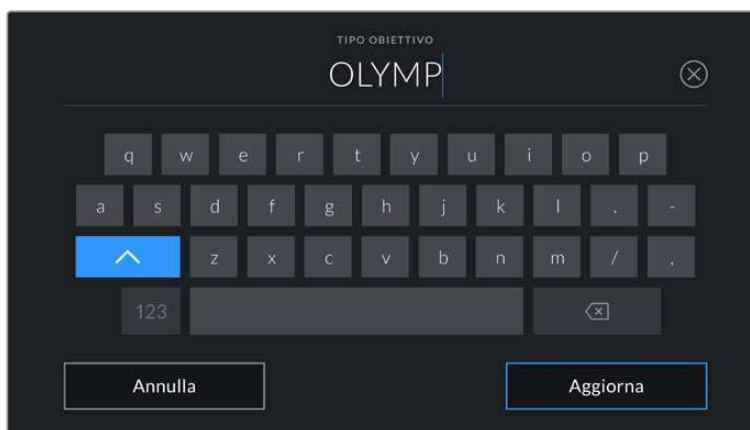 TIPO OBIETTIVO
OLYMP
q w e r t y u i o p
a s d f g h j k l . -
z x c v b n m / ,
123
Annulla Aggiorna